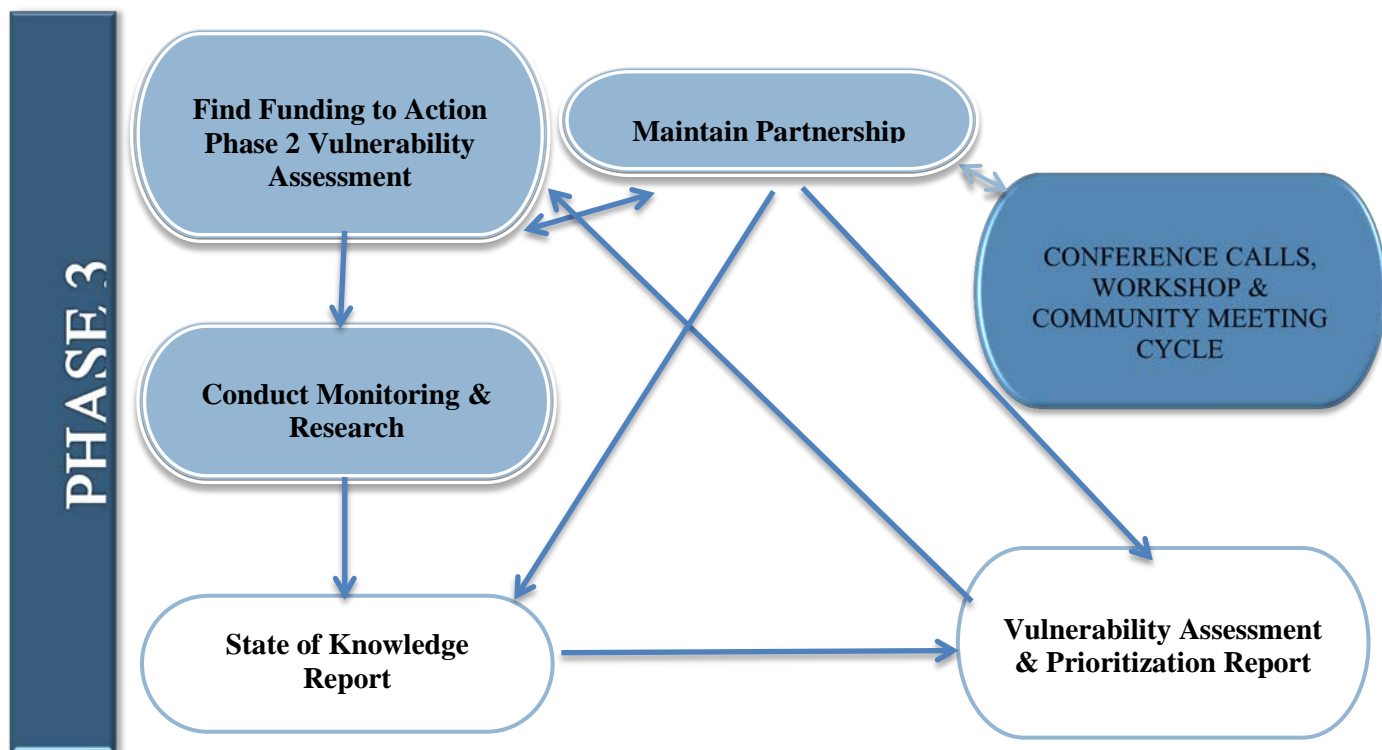 PHASE 3
Find Funding to Action
Phase 2 Vulnerability
Assessment
Maintain Partnership
CONFERENCE CALLS,
WORKSHOP &
COMMUNITY MEETING
CYCLE
Conduct Monitoring &
Research
State of Knowledge
Report
Vulnerability Assessment
& Prioritization Report